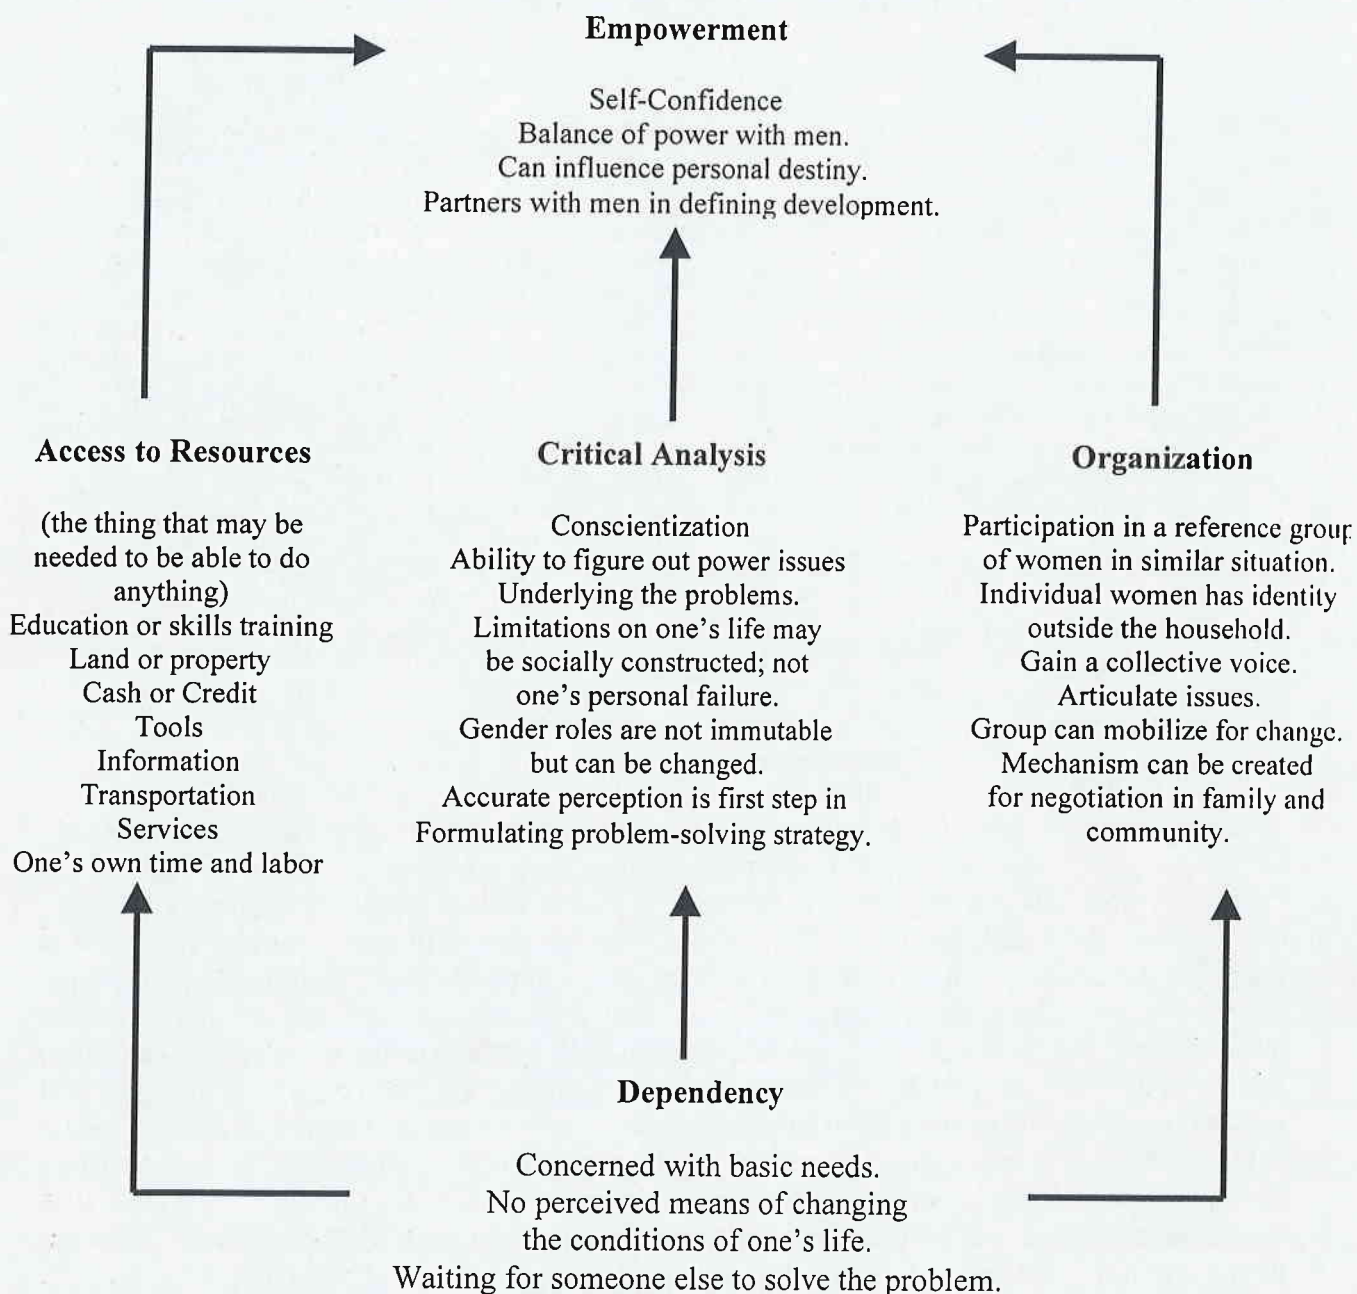 Empowerment
Self-Confidence
Balance of power with men.
Can influence personal destiny.
Partners with men in defining development.
Access to Resources
(the thing that may be
needed to be able to do
anything)
Education or skills training
Land or property
Cash or Credit
Tools
Information
Transportation
Services
One's own time and labor
Critical Analysis
Conscientization
Ability to figure out power issues
Underlying the problems.
Limitations on one's life may
be socially constructed; not
one's personal failure.
Gender roles are not immutable
but can be changed.
Accurate perception is first step in
Formulating problem-solving strategy.
Organization
Participation in a reference group
of women in similar situation.
Individual women has identity
outside the household.
Gain a collective voice.
Articulate issues.
Group can mobilize for change.
Mechanism can be created
for negotiation in family and
community.
Dependency
Concerned with basic needs.
No perceived means of changing
the conditions of one's life.
Waiting for someone else to solve the problem.